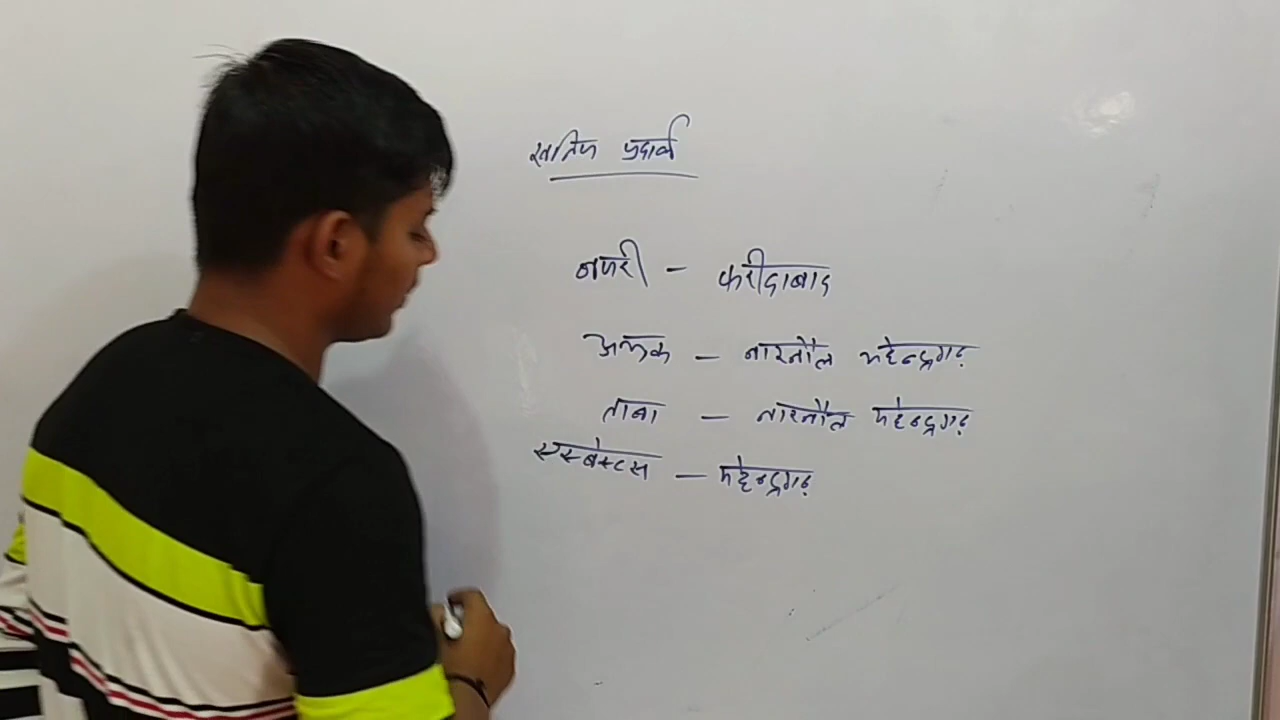 खनिज पदार्थ
बजरी - फरीदाबाद
अभ्रक - नारनौल महेन्द्रगढ़
तांबा - नारनौल महेन्द्रगढ़
एस्बेस्टस - महेन्द्रगढ़